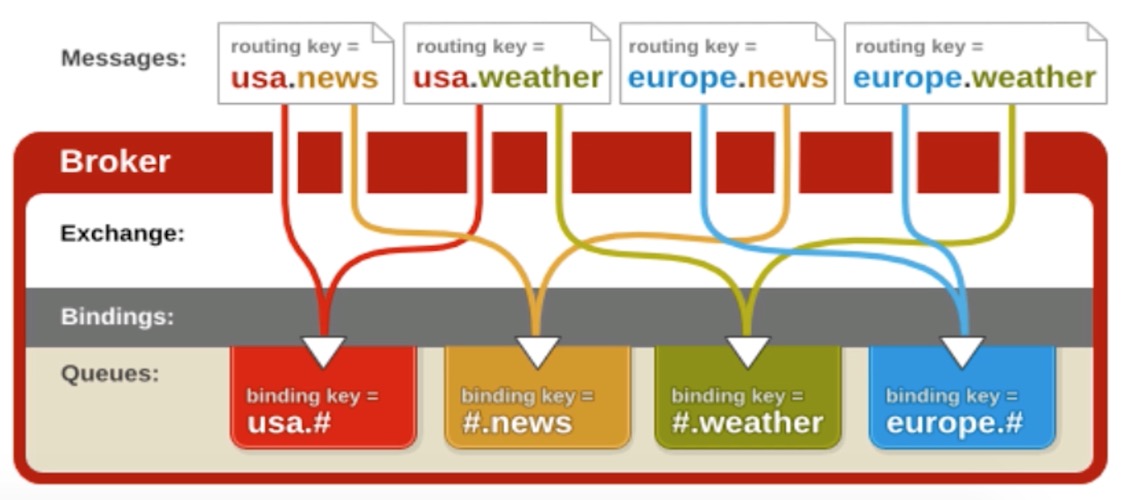 Messages:
routing key =
usa.news
routing key =
usa.weather
routing key =
europe.news
routing key =
europe.weather
Broker
Exchange:
Bindings:
Queues:
binding key =
usa.#
binding key =
#.news
binding key =
#.weather
binding key =
europe.#